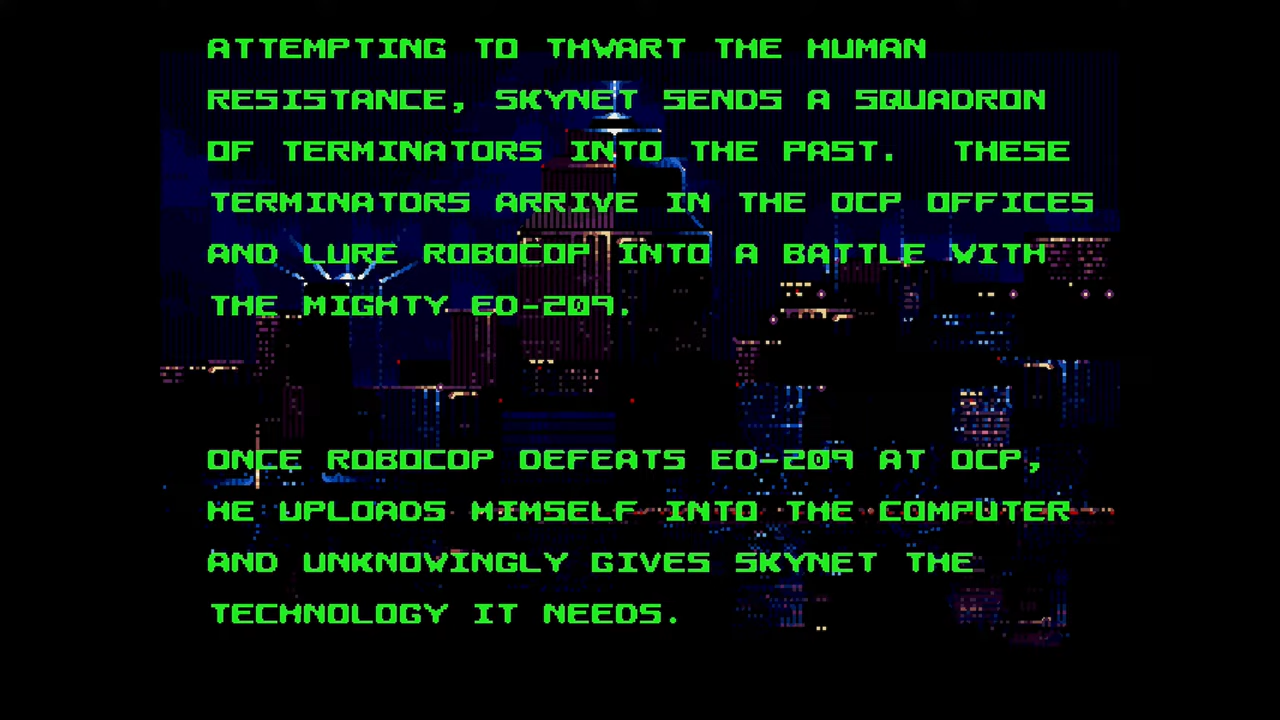 ATTEMPTING TO THWART THE HUMAN
RESISTANCE, SKYNET SENDS A SQUADRON
OF TERMINATORS INTO THE PAST. THESE
TERMINATORS ARRIVE IN THE OCP OFFICES
AND LURE ROBOCOP INTO A BATTLE WITH
THE MIGHTY ED-209.
ONCE ROBOCOP DEFEATS ED-209 AT OCP,
HE UPLOADS HIMSELF INTO THE COMPUTER
AND UNKNOWINGLY GIVES SKYNET THE
TECHNOLOGY IT NEEDS.